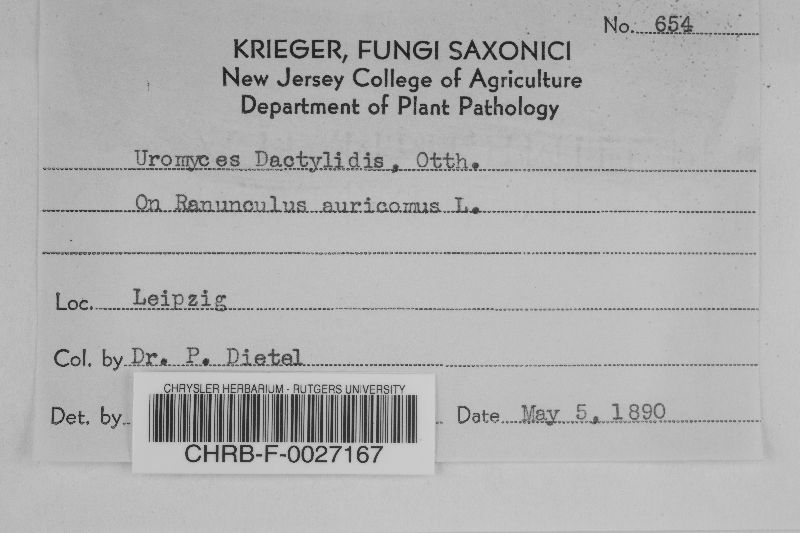 No. 654
KRIEGER, FUNGI SAXONICI
New Jersey College of Agriculture
Department of Plant Pathology
Uromyces Dactylidis, Otth.
On Ranunculus auricomus L.
Loc. Leipzig
Col. by Dr. P. Dietel
CHRYSLER HERBARIUM - RUTGERS UNIVERSITY
Det. by Date May 5, 1890
CHRB-F-0027167